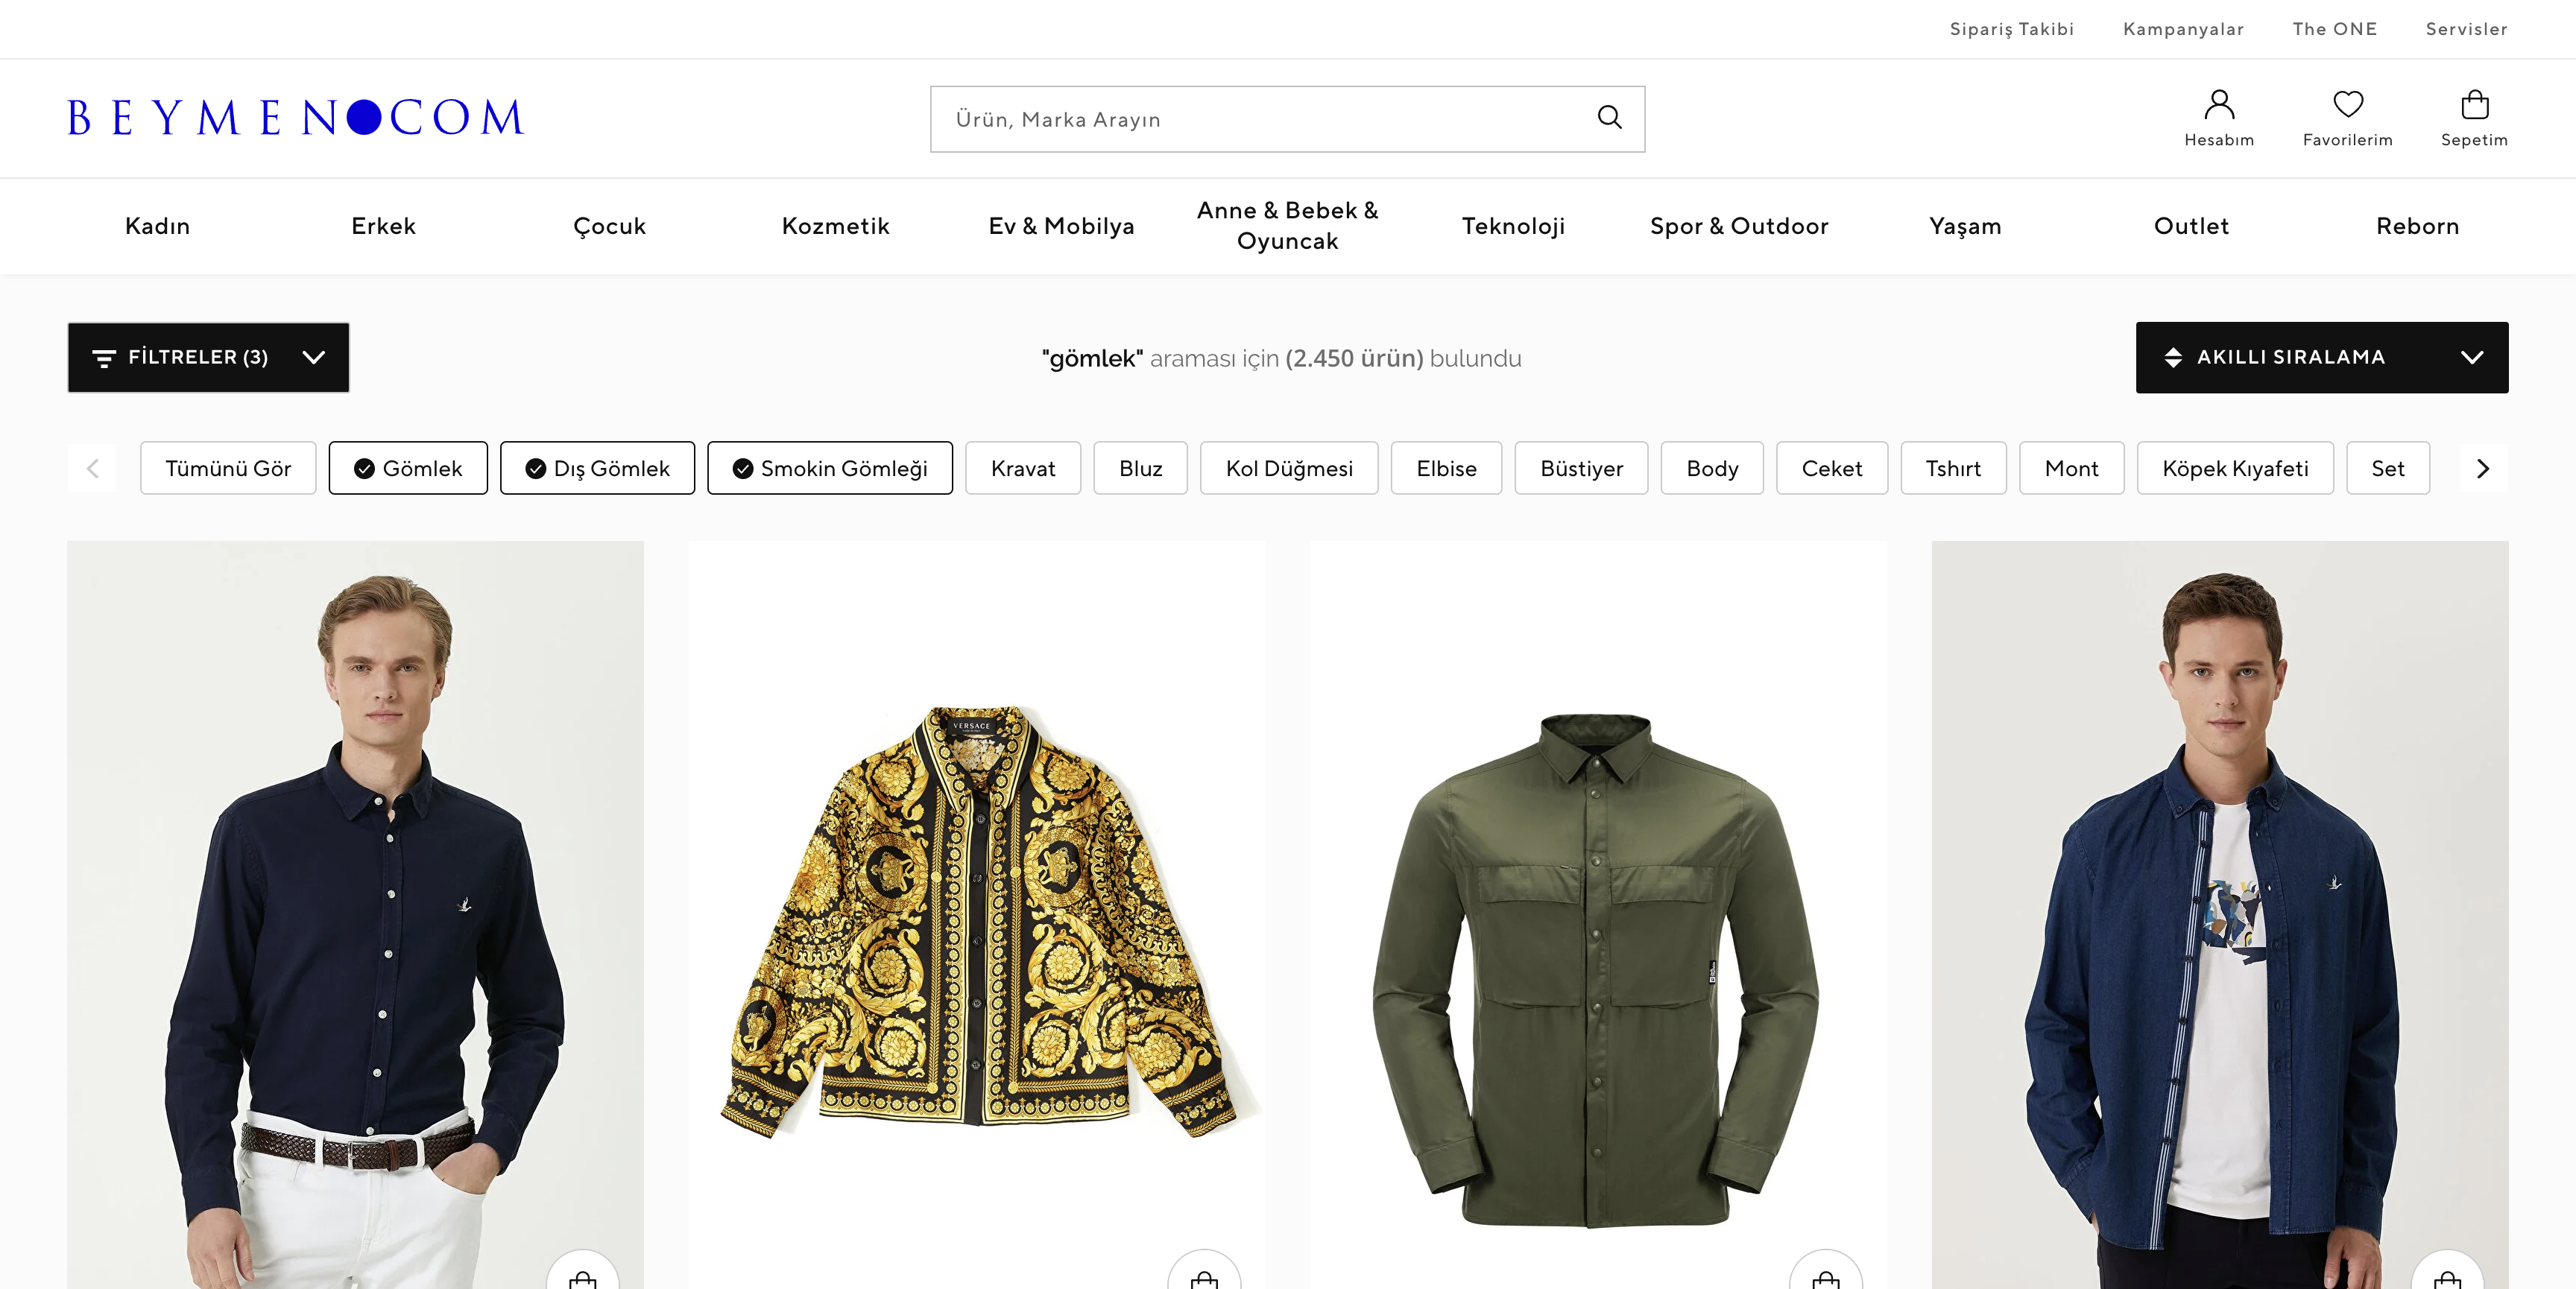 Sipariş Takibi Kampanyalar The ONE Servisler
BEYMEN COM
Ürün, Marka Arayın
Hesabım Favorilerim Sepetim
Kadın Erkek Çocuk Kozmetik Ev & Mobilya Anne & Bebek & Oyuncak Teknoloji Spor & Outdoor Yaşam Outlet Reborn
FİLTRELER (3)
"gömlek" araması için (2.450 ürün) bulundu
AKILLI SIRALAMA
Tümünü Gör Gömlek Dış Gömlek Smokin Gömleği Kravat Bluz Kol Düğmesi Elbise Büstiyer Body Ceket Tshirt Mont Köpek Kıyafeti Set
VERSACE